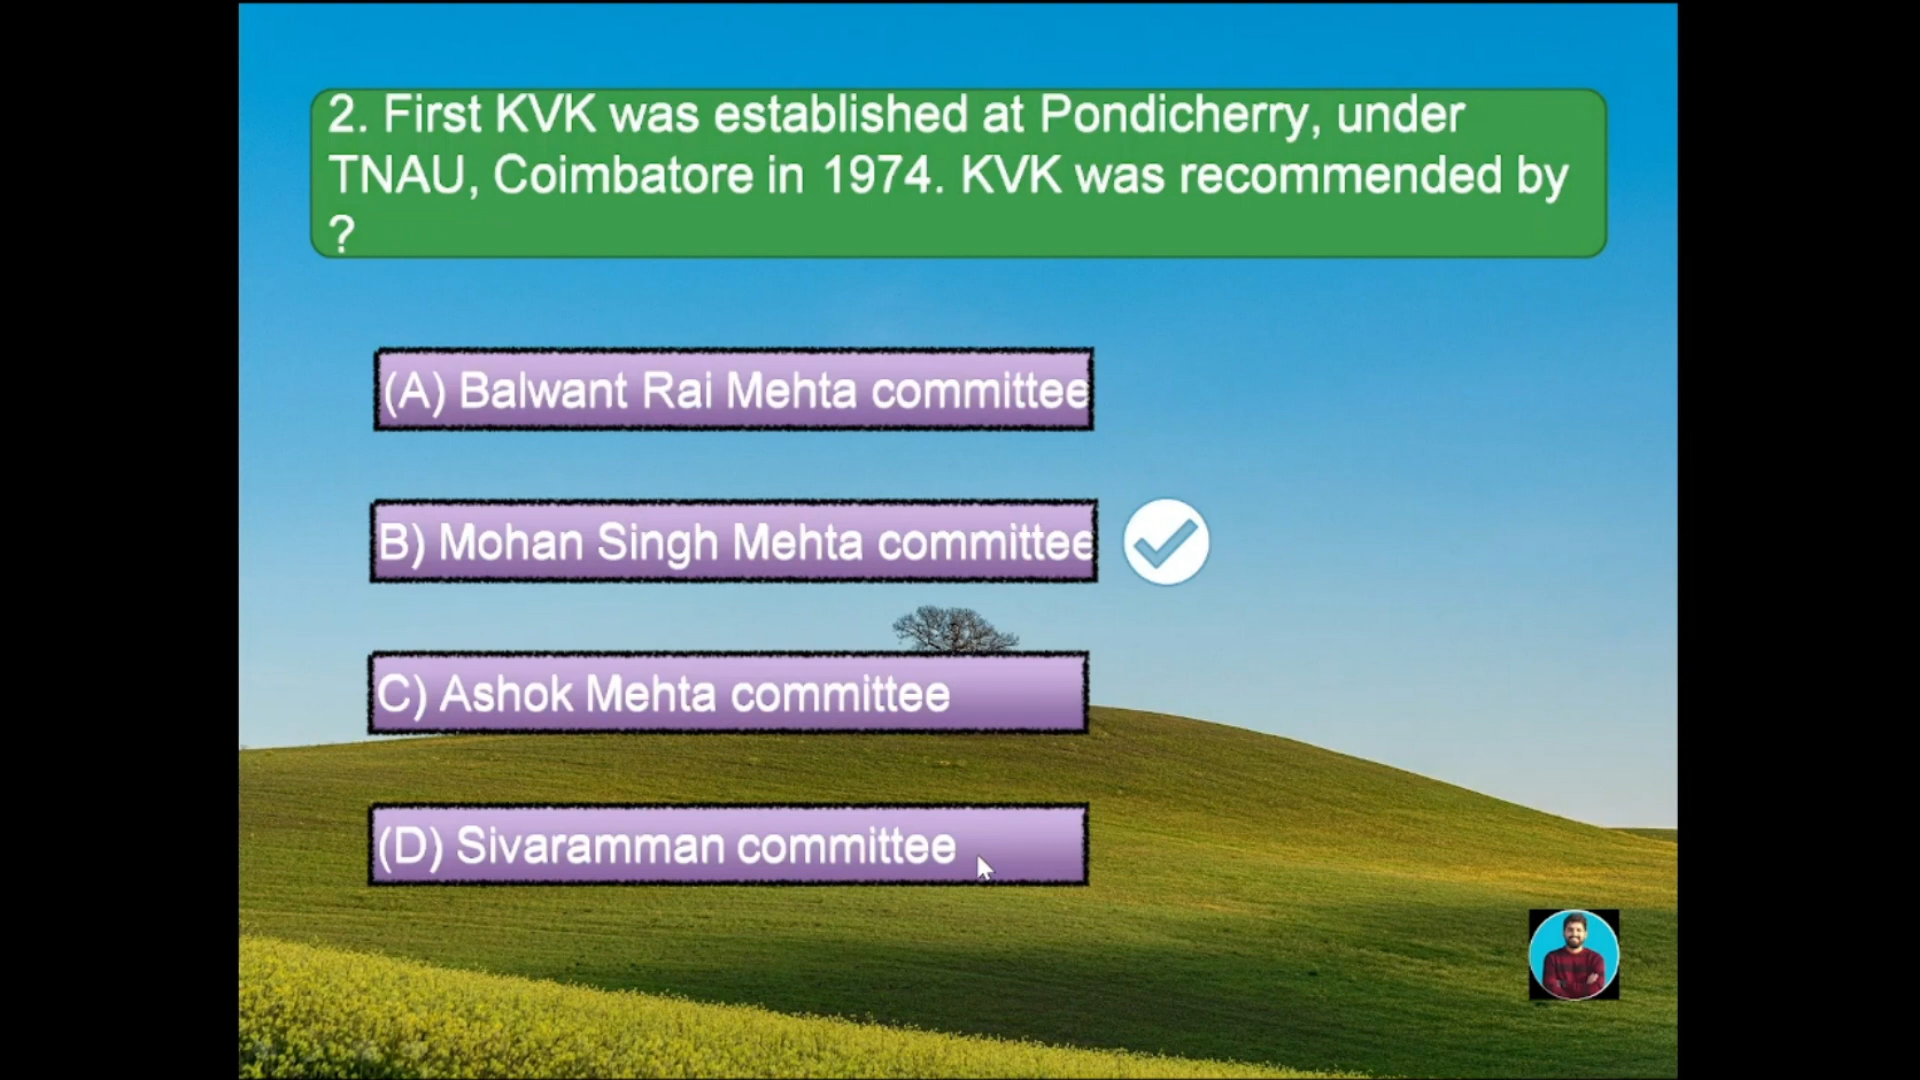 2. First KVK was established at Pondicherry, under
TNAU, Coimbatore in 1974. KVK was recommended by
?
(A) Balwant Rai Mehta committee
B) Mohan Singh Mehta committee
C) Ashok Mehta committee
(D) Sivaramman committee